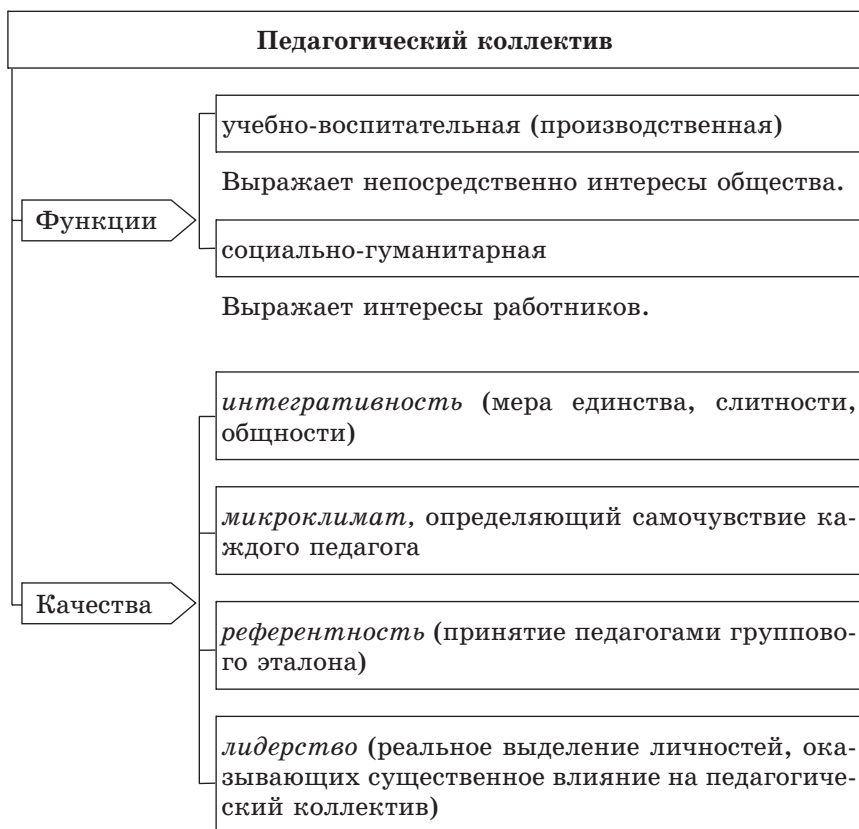 Педагогический коллектив
учебно-воспитательная (производственная)
Выражает непосредственно интересы общества.
Функции
социально-гуманитарная
Выражает интересы работников.
интегративность (мера единства, слитности,
общности)
микроклимат, определяющий самочувствие ка-
ждого педагога
Качества
референтность (принятие педагогами группово-
го эталона)
лидерство (реальное выделение личностей, ока-
зывающих существенное влияние на педагогиче-
ский коллектив)